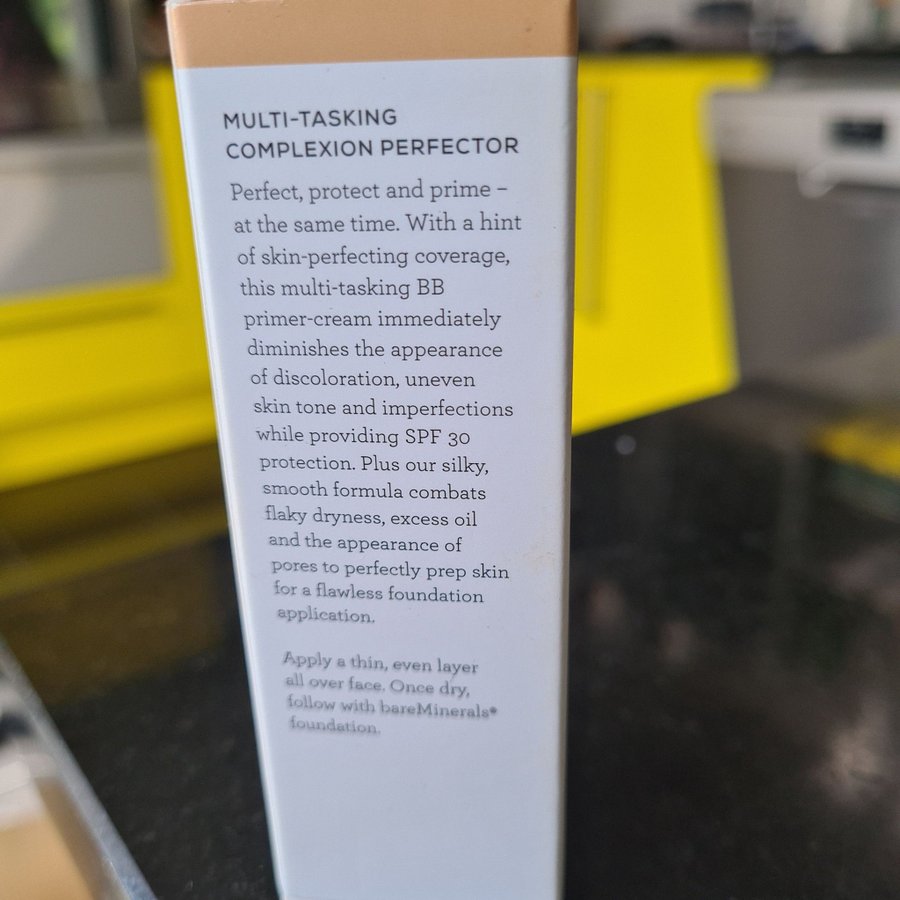 MULTI-TASKING
COMPLEXION PERFECTOR
Perfect, protect and prime –
at the same time. With a hint
of skin-perfecting coverage,
this multi-tasking BB
primer-cream immediately
diminishes the appearance
of discoloration, uneven
skin tone and imperfections
while providing SPF 30
protection. Plus our silky,
smooth formula combats
flaky dryness, excess oil
and the appearance of
pores to perfectly prep skin
for a flawless foundation
application.
Apply a thin, even layer
all over face. Once dry,
follow with bareMinerals®
foundation.